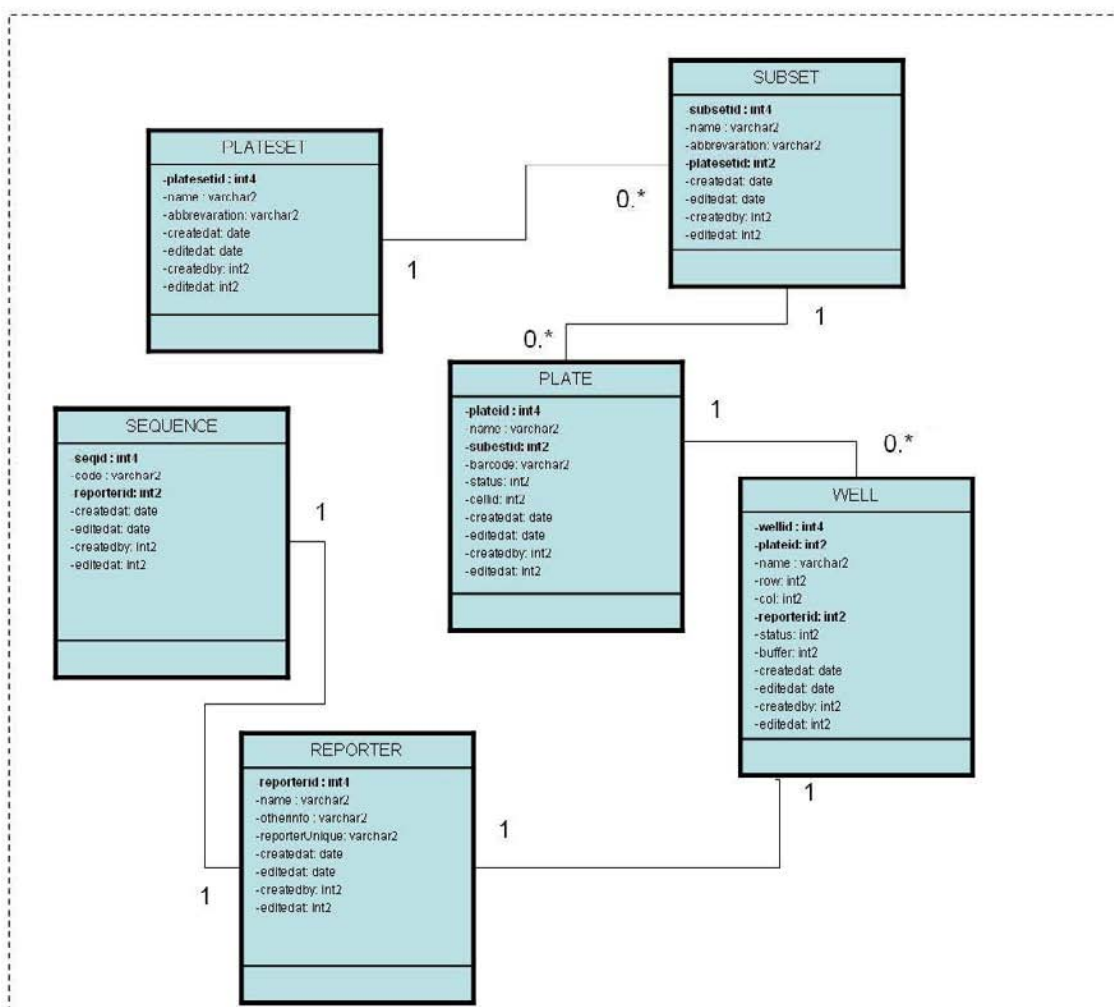 SUBSET
-subsetid : int4
-name : varchar2
-abbrevaration: varchar2
-platesetid: int2
-createdat: date
-editedat: date
-createdby: int2
-editedat: int2
PLATESET
-platesetid : int4
-name : varchar2
-abbrevaration: varchar2
-createdat: date
-editedat: date
-createdby: int2
-editedat: int2
0.*
1
1
0.*
PLATE
-plateid : int4
-name : varchar2
-subestid: int2
-barcode: varchar2
-status: int2
-cellid: int2
-createdat: date
-editedat: date
-createdby: int2
-editedat: int2
1
0.*
SEQUENCE
-seqid : int4
-code : varchar2
-reporterid: int2
-createdat: date
-editedat: date
-createdby: int2
-editedat: int2
1
WELL
-wellid : int4
-plateid: int2
-name : varchar2
-row: int2
-col: int2
-reporterid: int2
-status: int2
-buffer: int2
-createdat: date
-editedat: date
-createdby: int2
-editedat: int2
REPORTER
-reporterid : int4
-name : varchar2
-otherinfo : varchar2
-reporterUnique: varchar2
-createdat: date
-editedat: date
-createdby: int2
-editedat: int2
1
1
1